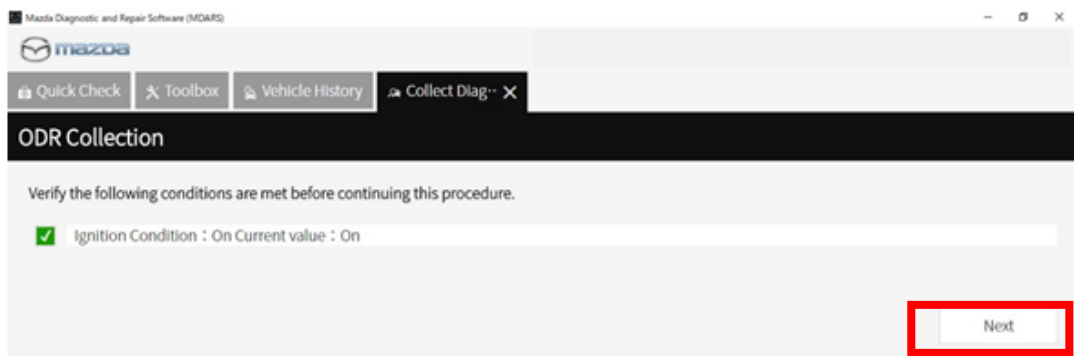 Mazda Diagnostic and Repair Software (MDARS)
mazda
Quick Check
Toolbox
Vehicle History
Collect Diag··
ODR Collection
Verify the following conditions are met before continuing this procedure.
Ignition Condition : On Current value : On
Next